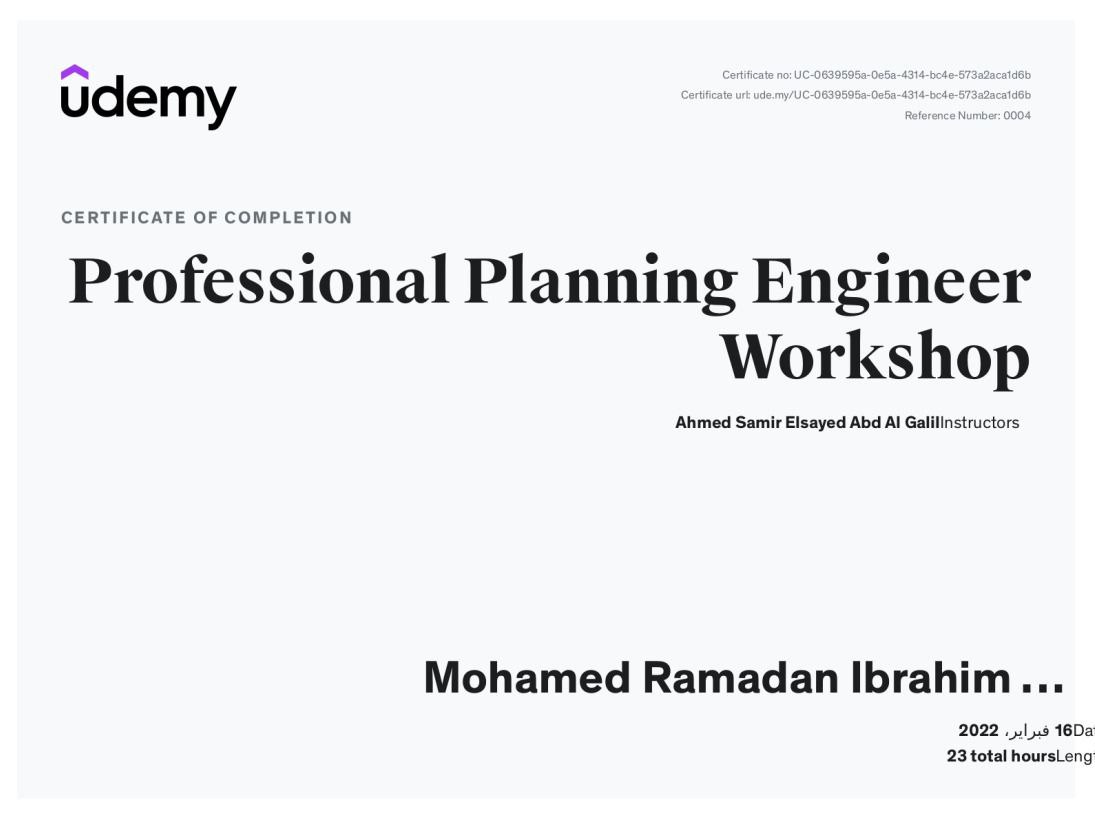 udemy
Certificate no: UC-0639595a-0e5a-4314-bc4e-573a2aca1d6b
Certificate url: ude.my/UC-0639595a-0e5a-4314-bc4e-573a2aca1d6b
Reference Number: 0004
CERTIFICATE OF COMPLETION
Professional Planning Engineer
Workshop
Ahmed Samir Elsayed Abd Al GalilInstructors
Mohamed Ramadan Ibrahim ...
16 فبراير، 2022
23 total hours